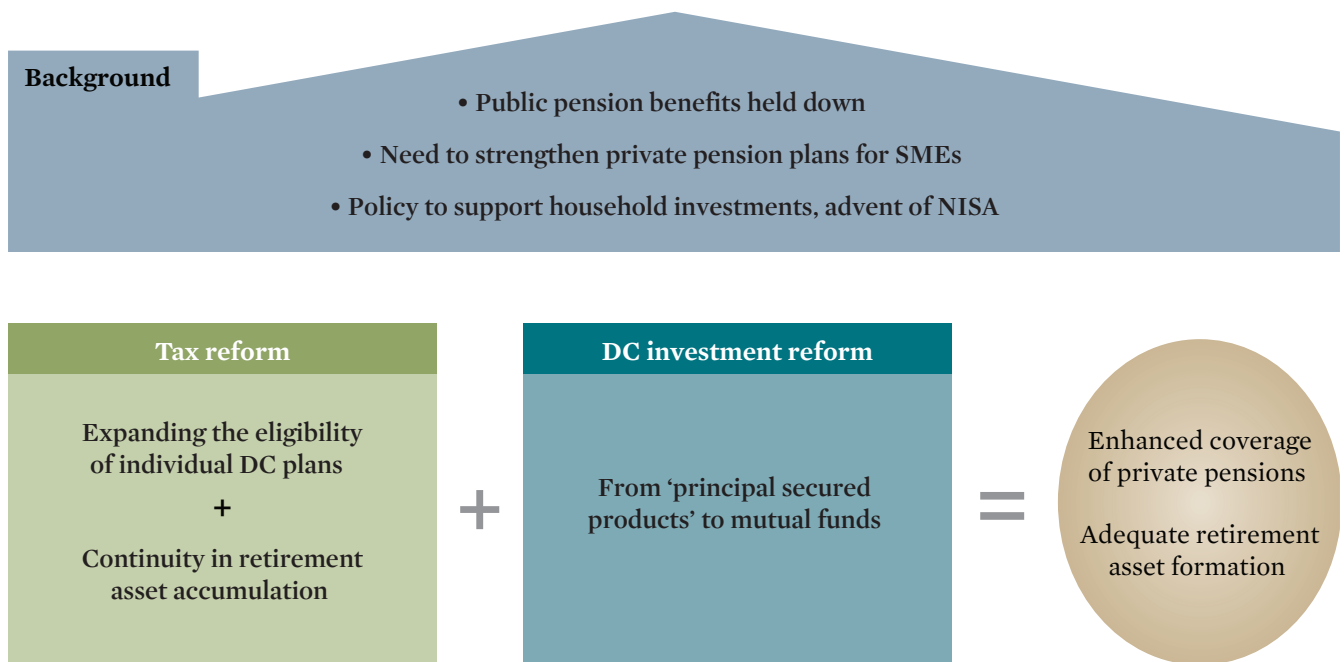 Background
• Public pension benefits held down
• Need to strengthen private pension plans for SMEs
• Policy to support household investments, advent of NISA
Tax reform
Expanding the eligibility
of individual DC plans
+
Continuity in retirement
asset accumulation
+
DC investment reform
From ‘principal secured
products’ to mutual funds
=
Enhanced coverage
of private pensions
Adequate retirement
asset formation